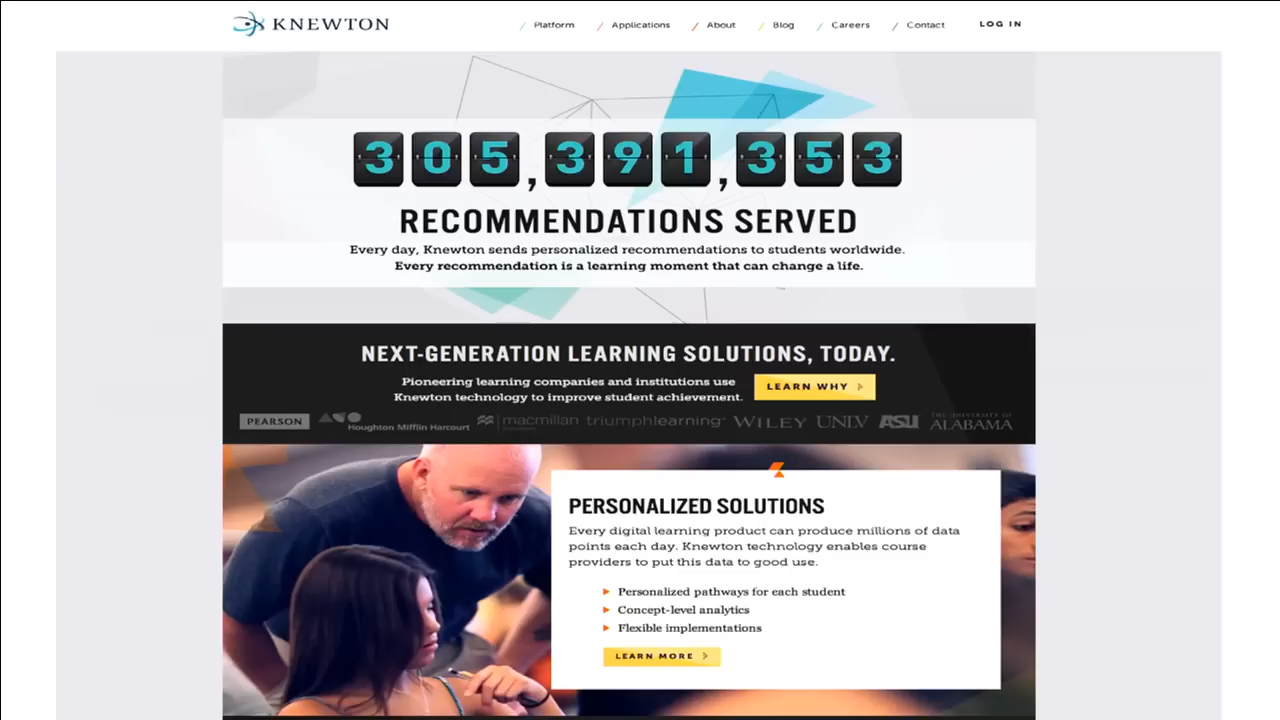 KNEWTON
Platform Applications About Blog Careers Contact LOG IN
305,391,353
RECOMMENDATIONS SERVED
Every day, Knewton sends personalized recommendations to students worldwide.
Every recommendation is a learning moment that can change a life.
NEXT-GENERATION LEARNING SOLUTIONS, TODAY.
Pioneering learning companies and institutions use
Knewton technology to improve student achievement.
LEARN WHY
PEARSON Houghton Mifflin Harcourt macmillan triumphlearning WILEY UNIV ASU THE UNIVERSITY OF
ALABAMA
PERSONALIZED SOLUTIONS
Every digital learning product can produce millions of data
points each day. Knewton technology enables course
providers to put this data to good use.
Personalized pathways for each student
Concept-level analytics
Flexible implementations
LEARN MORE